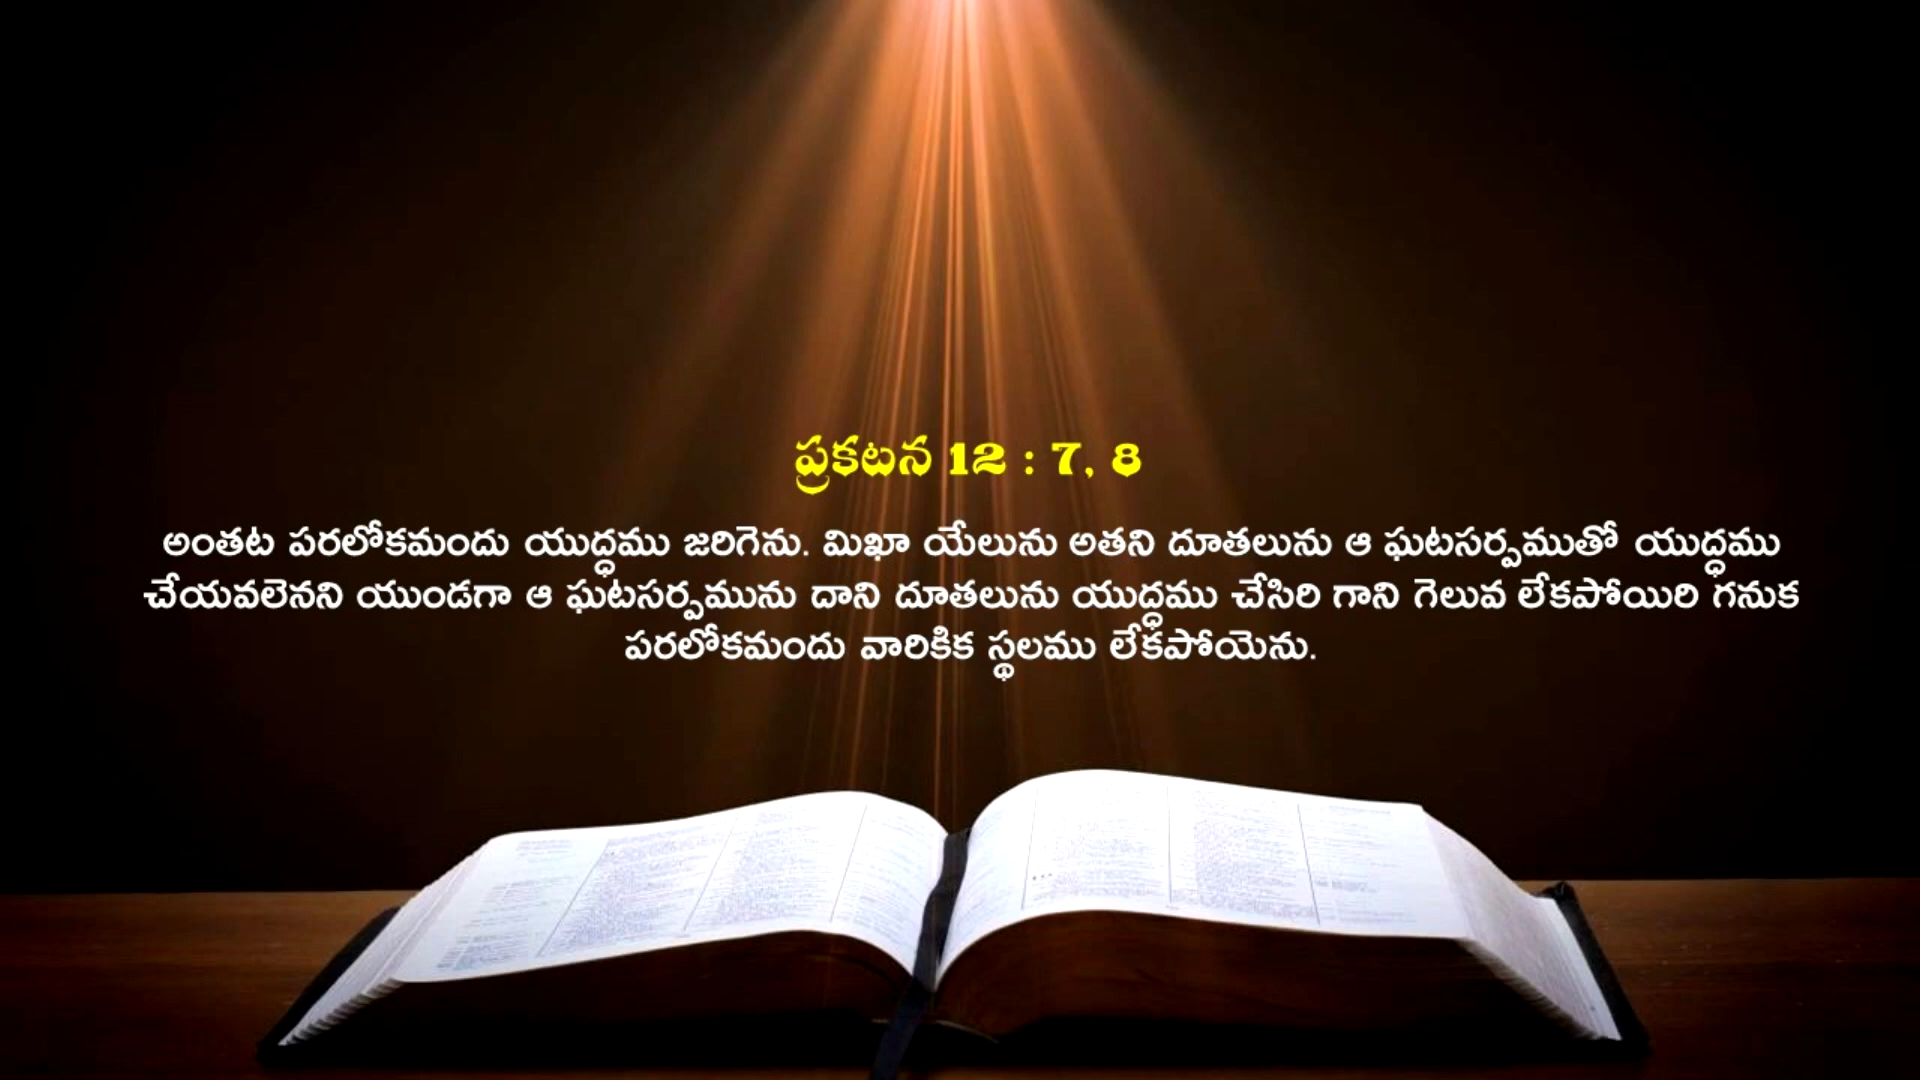 ప్రకటన 12 : 7, 8
అంతట పరలోకమందు యుద్ధము జరిగెను. మిఖా యేలును అతని దూతలును ఆ ఘటసర్పముతో యుద్ధము
చేయవలెనని యుండగా ఆ ఘటసర్పమును దాని దూతలును యుద్ధము చేసిరి గాని గెలువ లేకపోయిరి గనుక
పరలోకమందు వారికిక స్థలము లేకపోయెను.